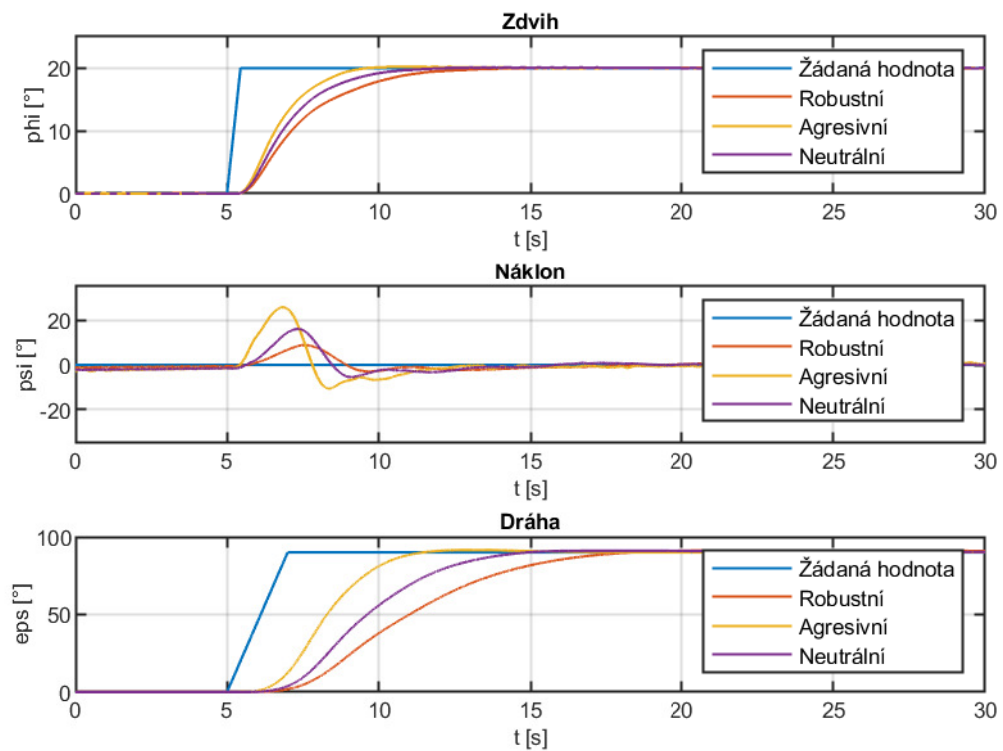 Zdvih
phi [°]
20
10
0
Žádaná hodnota
Robustní
Agresivní
Neutrální
0 5 10 15 20 25 30
t [s]
Náklon
psi [°]
20
0
-20
Žádaná hodnota
Robustní
Agresivní
Neutrální
0 5 10 15 20 25 30
t [s]
Dráha
eps [°]
100
50
0
Žádaná hodnota
Robustní
Agresivní
Neutrální
0 5 10 15 20 25 30
t [s]